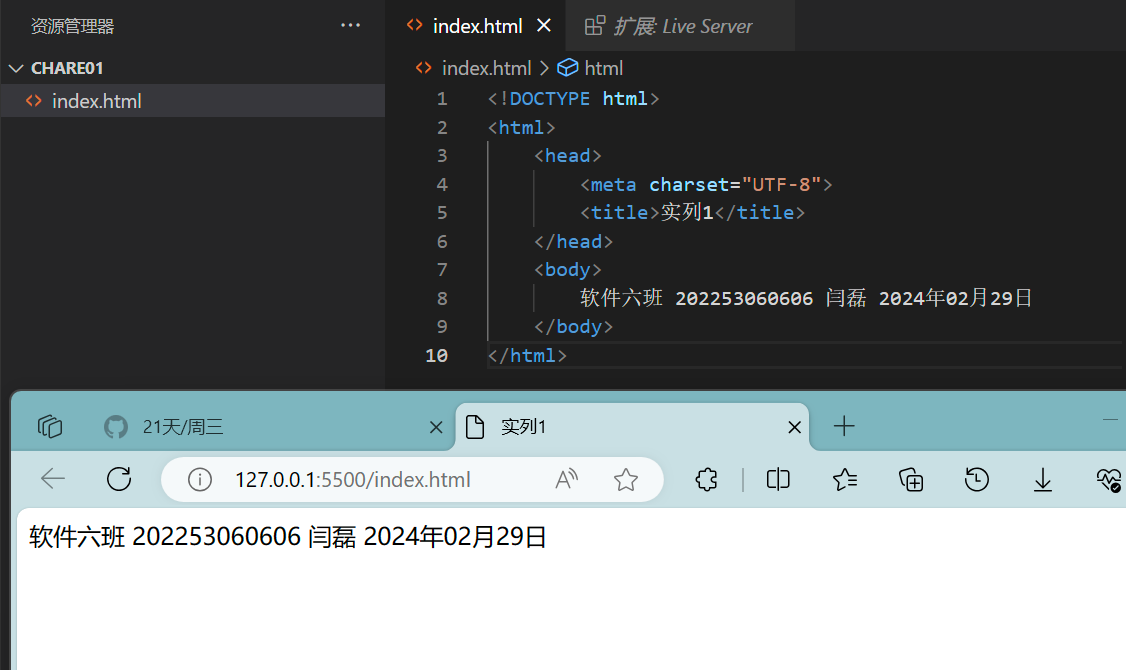 资源管理器
CHARE01
index.html
index.html
扩展: Live Server
index.html > html
1 <!DOCTYPE html>
2 <html>
3 <head>
4 <meta charset="UTF-8">
5 <title>实列1</title>
6 </head>
7 <body>
8 软件六班 202253060606 闫磊 2024年02月29日
9 </body>
10 </html>
21天/周三
实列1
127.0.0.1:5500/index.html
软件六班 202253060606 闫磊 2024年02月29日